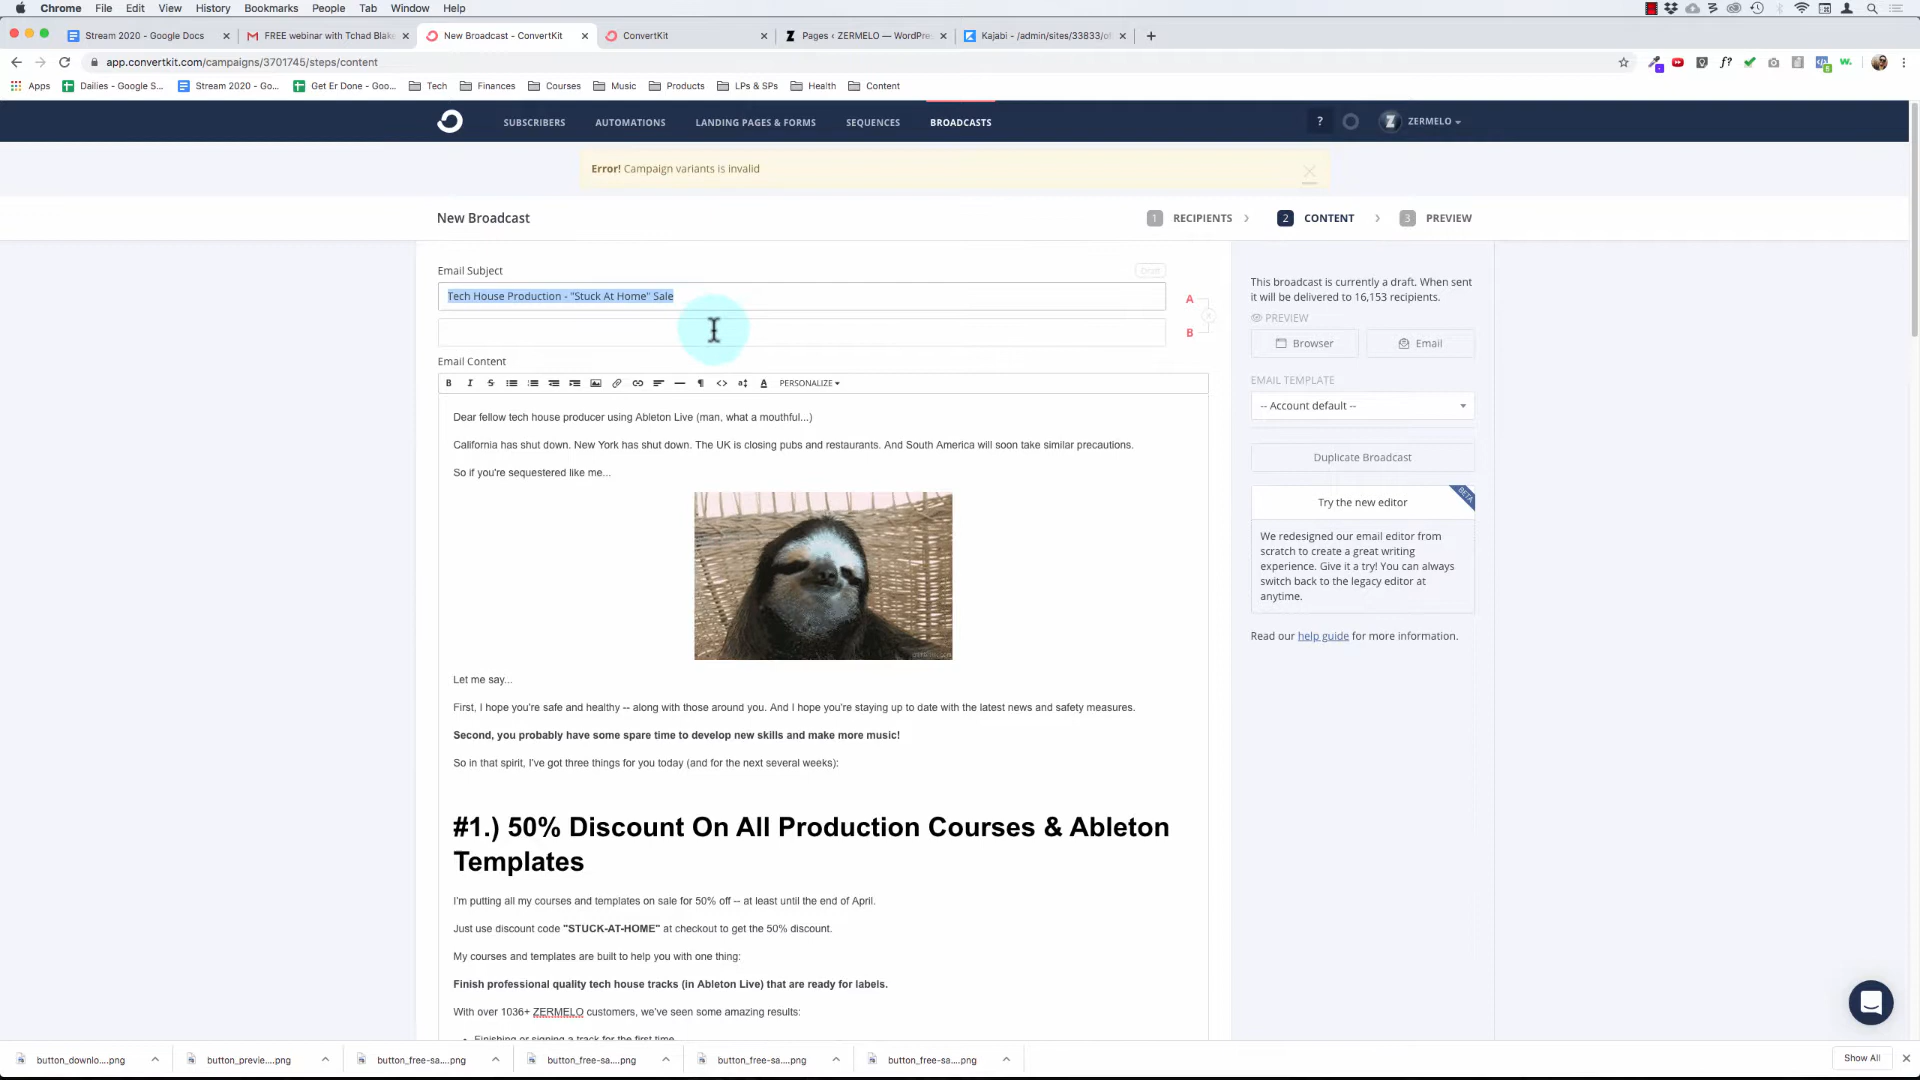 Chrome File Edit View History Bookmarks People Tab Window Help
Stream 2020 - Google Docs
FREE webinar with Tchad Blake
New Broadcast - ConvertKit
ConvertKit
Pages ‹ ZERMELO — WordPre
Kajabi - /admin/sites/33833/of
app.convertkit.com/campaigns/3701745/steps/content
Apps
Dailies - Google S...
Stream 2020 - Go...
Get Er Done - Goo...
Tech
Finances
Courses
Music
Products
LPs & SPs
Health
Content
SUBSCRIBERS
AUTOMATIONS
LANDING PAGES & FORMS
SEQUENCES
BROADCASTS
?
ZERMELO
Error! Campaign variants is invalid
New Broadcast
1 RECIPIENTS
2 CONTENT
3 PREVIEW
Email Subject
Tech House Production - "Stuck At Home" Sale
A
B
Email Content
PERSONALIZE
Dear fellow tech house producer using Ableton Live (man, what a mouthful...)
California has shut down. New York has shut down. The UK is closing pubs and restaurants. And South America will soon take similar precautions.
So if you're sequestered like me...
Let me say...
First, I hope you're safe and healthy -- along with those around you. And I hope you're staying up to date with the latest news and safety measures.
Second, you probably have some spare time to develop new skills and make more music!
So in that spirit, I've got three things for you today (and for the next several weeks):
#1.) 50% Discount On All Production Courses & Ableton
Templates
I'm putting all my courses and templates on sale for 50% off -- at least until the end of April.
Just use discount code "STUCK-AT-HOME" at checkout to get the 50% discount.
My courses and templates are built to help you with one thing:
Finish professional quality tech house tracks (in Ableton Live) that are ready for labels.
With over 1036+ ZERMELO customers, we've seen some amazing results:
Finishing or signing a track for the first time
This broadcast is currently a draft. When sent
it will be delivered to 16,153 recipients.
PREVIEW
Browser
Email
EMAIL TEMPLATE
-- Account default --
Duplicate Broadcast
Try the new editor
BETA
We redesigned our email editor from
scratch to create a great writing
experience. Give it a try! You can always
switch back to the legacy editor at
anytime.
Read our help guide for more information.
button_downlo....png
button_previe....png
button_free-sa....png
button_free-sa....png
button_free-sa....png
button_free-sa....png
Show All